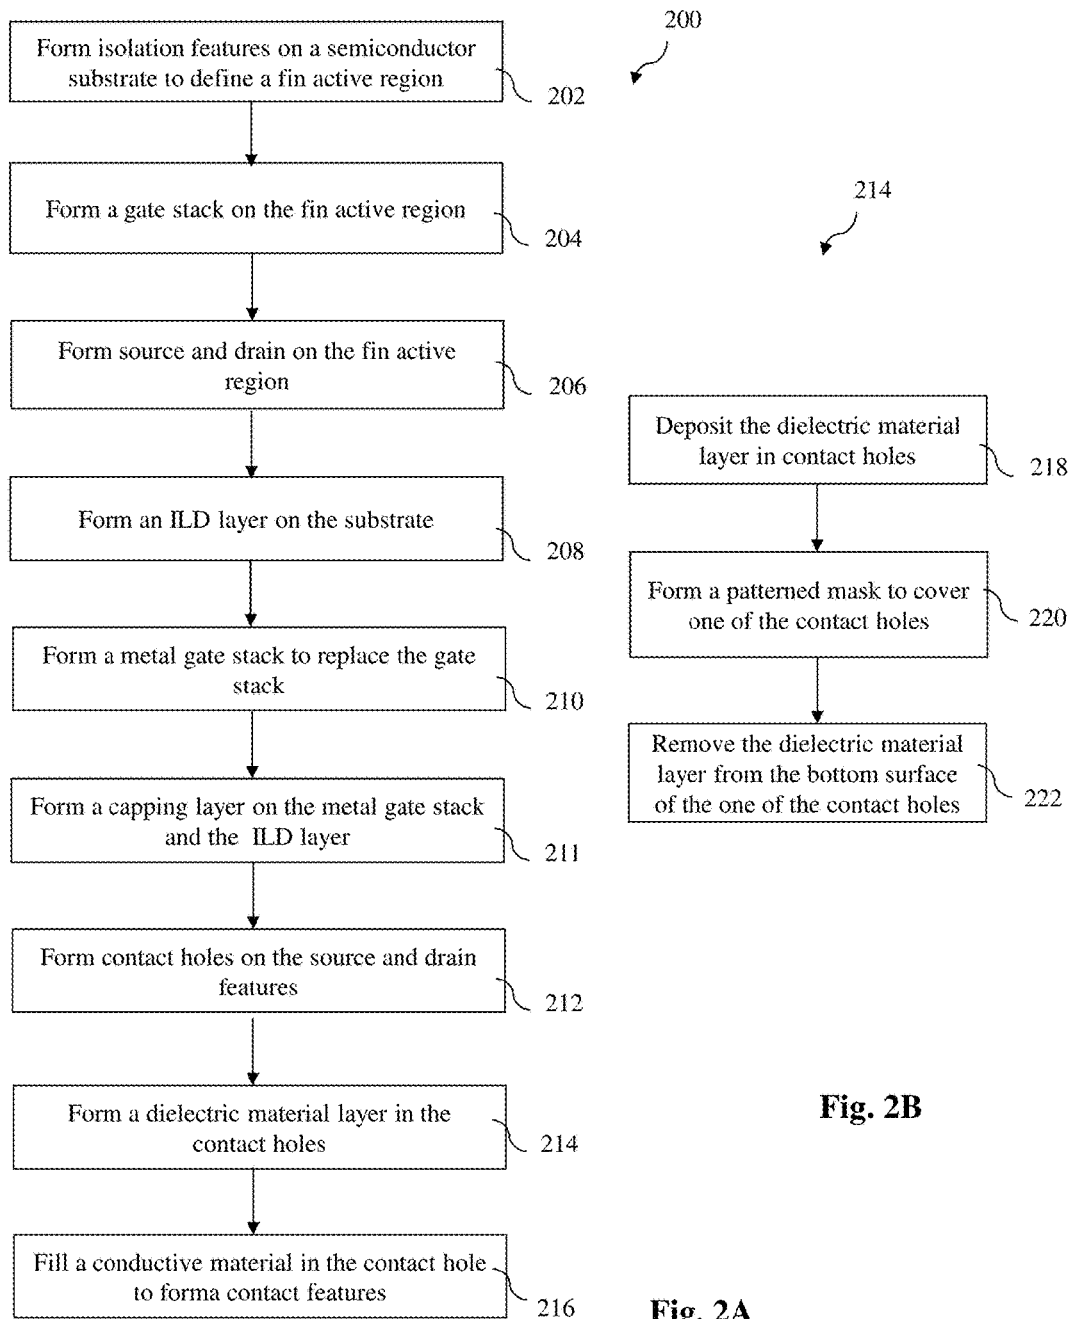 200
Form isolation features on a semiconductor
substrate to define a fin active region
202
Form a gate stack on the fin active region
204
Form source and drain on the fin active
region
206
Form an ILD layer on the substrate
208
Form a metal gate stack to replace the gate
stack
210
Form a capping layer on the metal gate stack
and the ILD layer
211
Form contact holes on the source and drain
features
212
Form a dielectric material layer in the
contact holes
214
Fill a conductive material in the contact hole
to forma contact features
216
Fig. 2A
214
Deposit the dielectric material
layer in contact holes
218
Form a patterned mask to cover
one of the contact holes
220
Remove the dielectric material
layer from the bottom surface
of the one of the contact holes
222
Fig. 2B